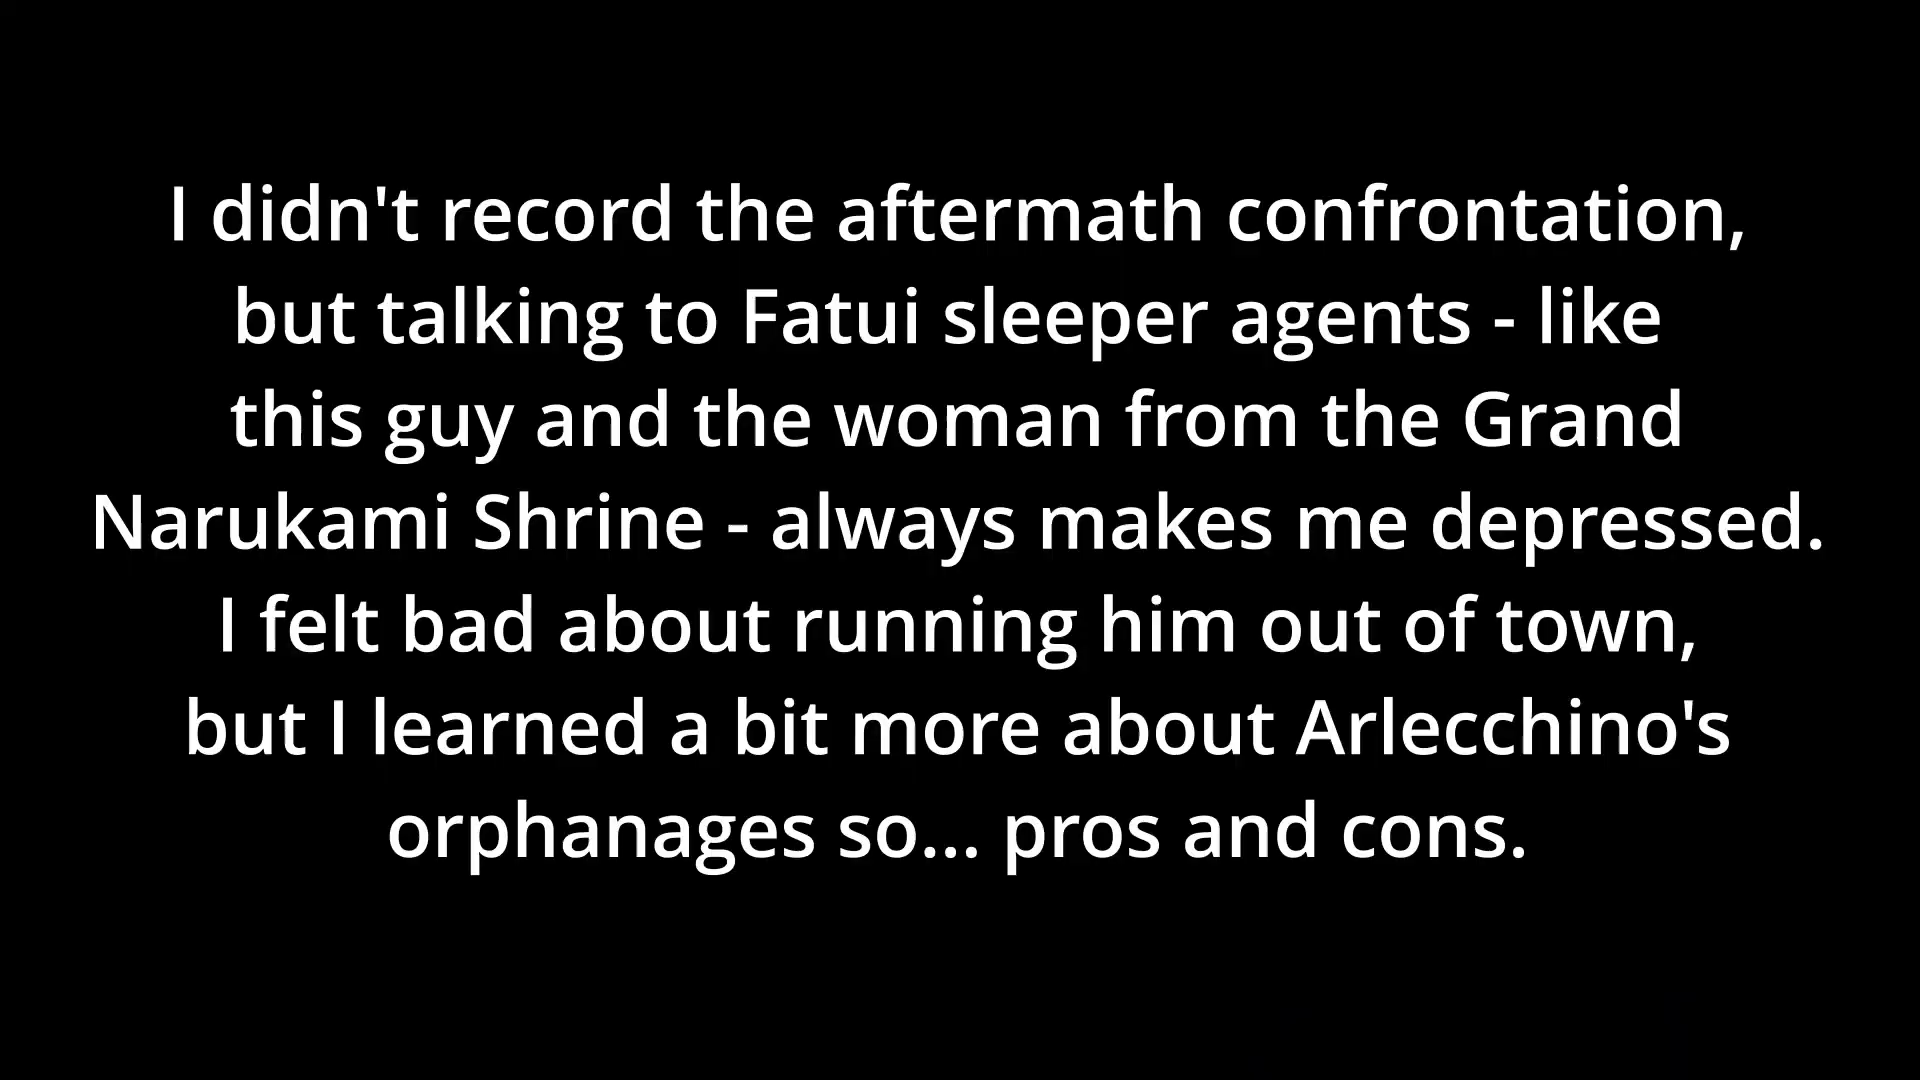 I didn't record the aftermath confrontation,
but talking to Fatui sleeper agents - like
this guy and the woman from the Grand
Narukami Shrine - always makes me depressed.
I felt bad about running him out of town,
but I learned a bit more about Arlecchino's
orphanages so... pros and cons.